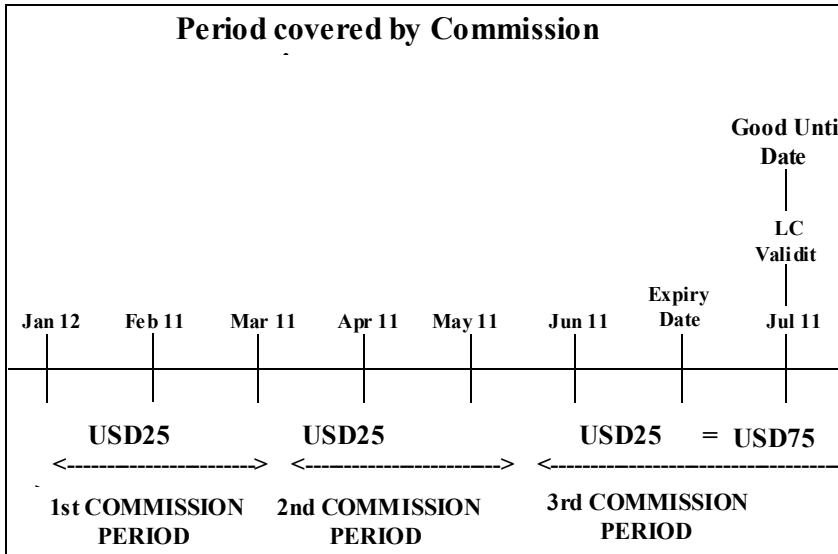 Period covered by Commission
Good Unti
Date
LC
Validit
Expiry
Date
Jan 12 Feb 11 Mar 11 Apr 11 May 11 Jun 11 Jul 11
USD25 USD25 USD25 = USD75
1st COMMISSION
PERIOD
2nd COMMISSION
PERIOD
3rd COMMISSION
PERIOD